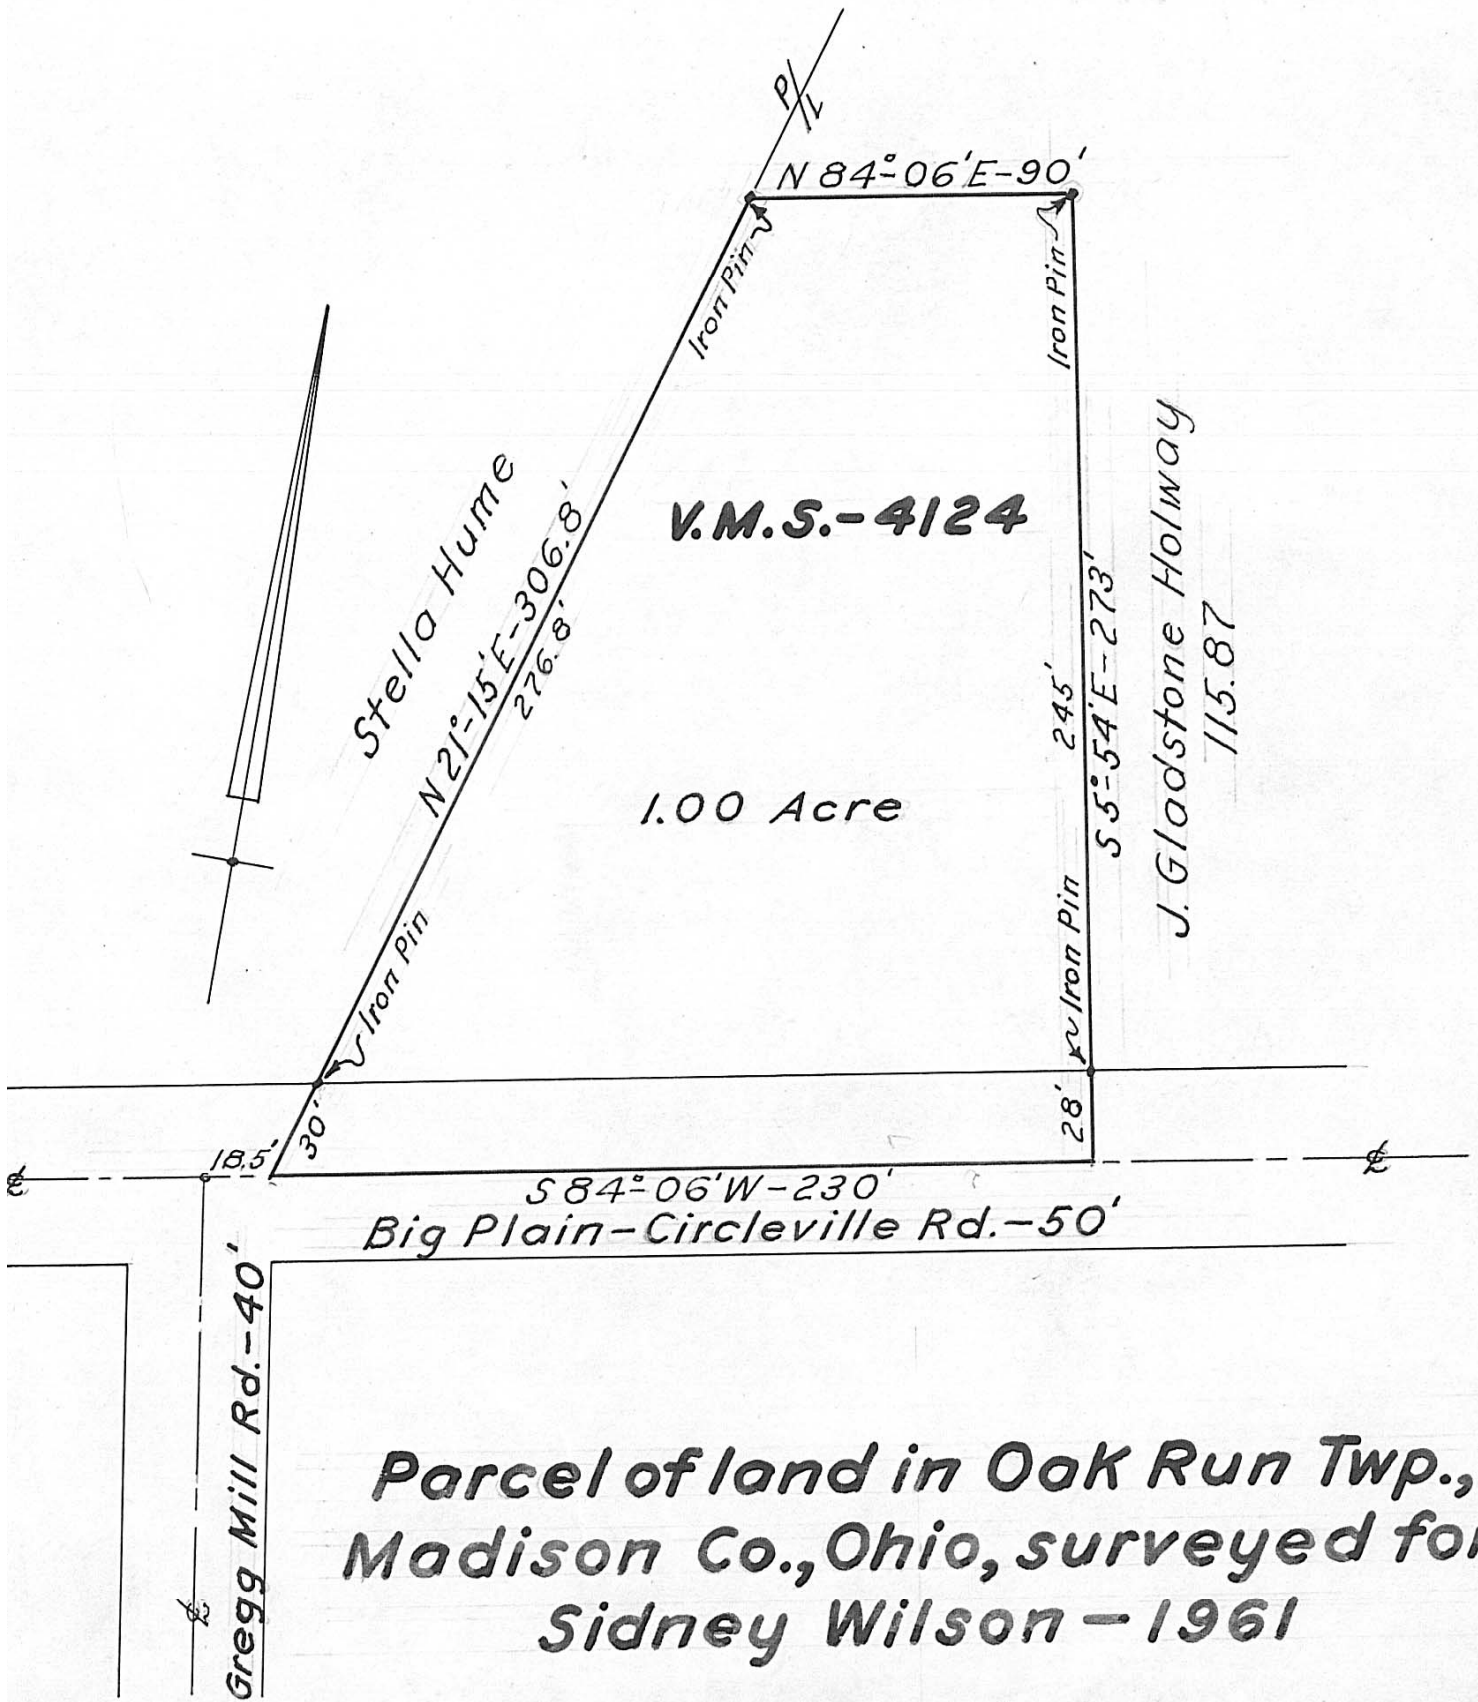 P/L
N 84°-06'E-90'
Iron Pin
Iron Pin
Stella Hume
V.M.S.-4124
N 21°-15'E-306.8'
276.8'
245'
S 5°-54'E-273'
J. Gladstone Holway
115.87
1.00 Acre
Iron Pin
Iron Pin
30'
28'
18.5'
℄
℄
S 84°-06'W-230'
Big Plain-Circleville Rd.-50'
Gregg Mill Rd.-40'
℄
Parcel of land in Oak Run Twp.,
Madison Co., Ohio, surveyed for
Sidney Wilson-1961